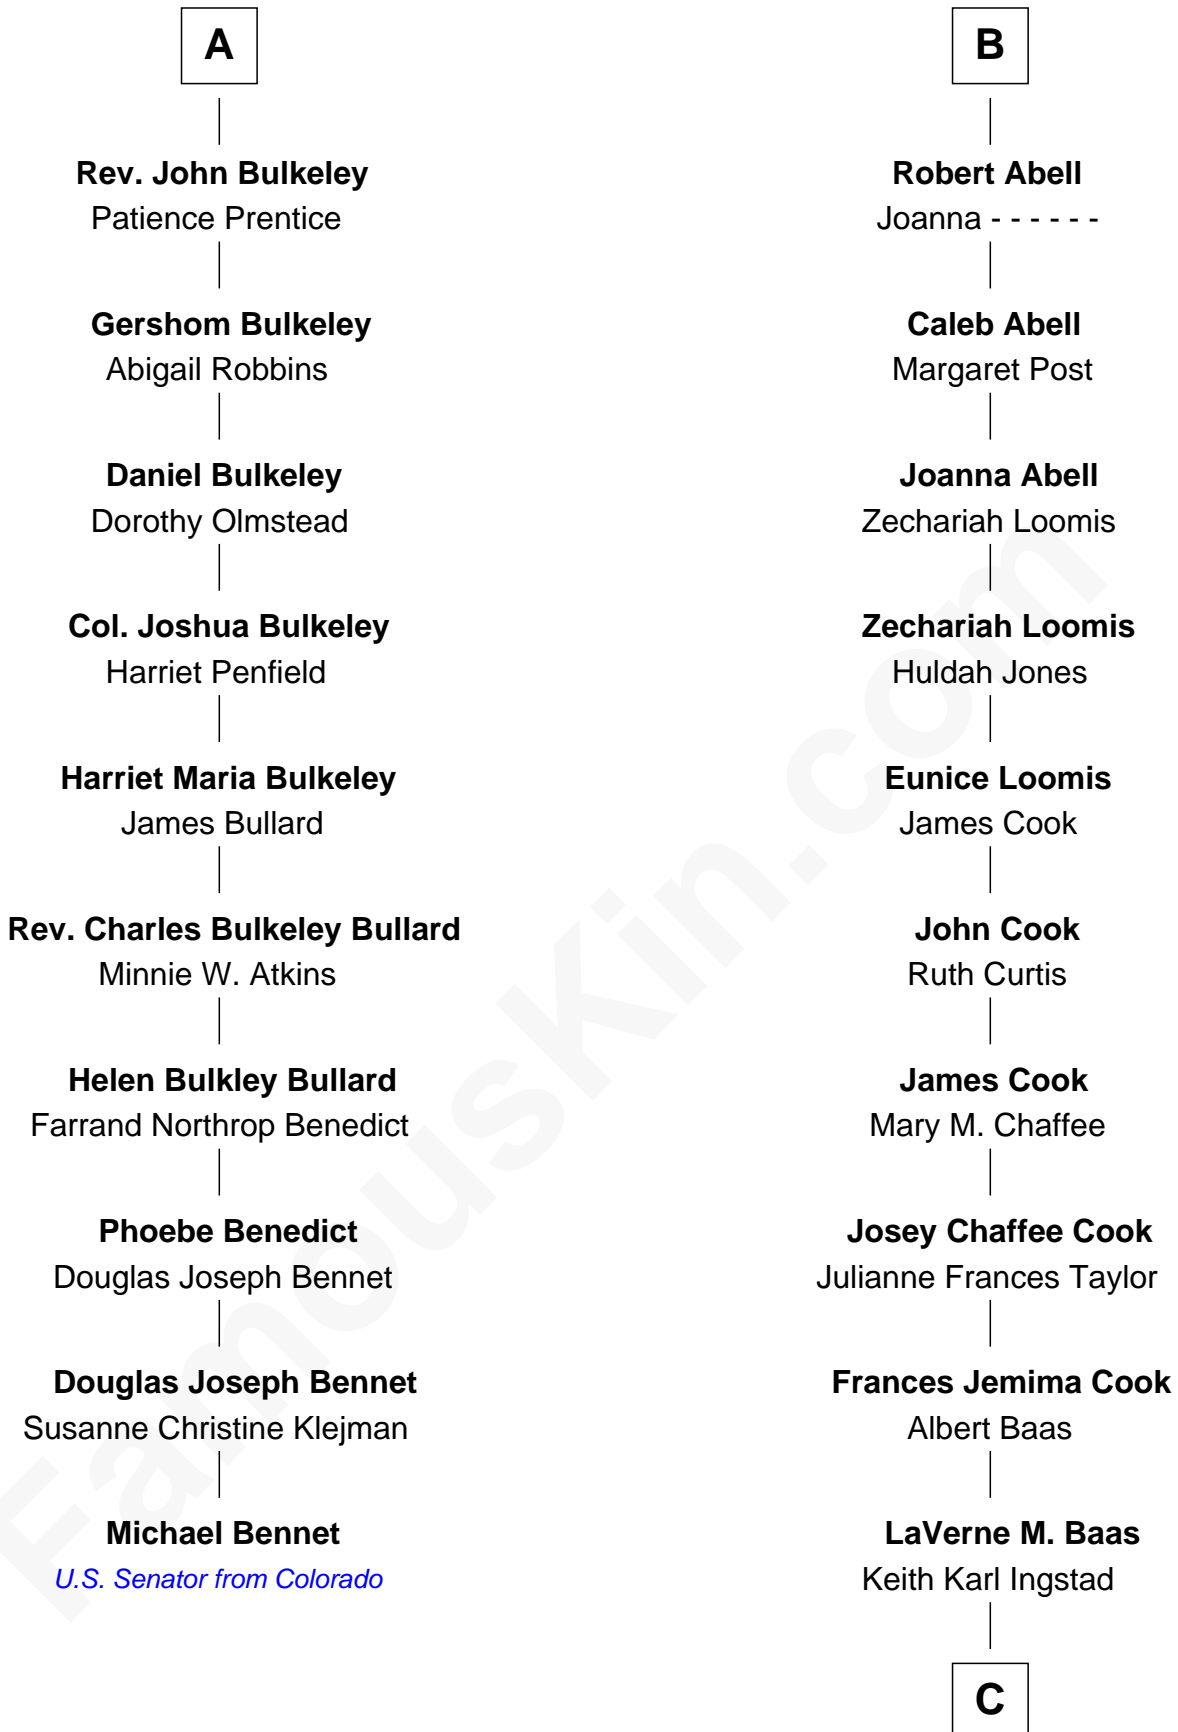 A
Rev. John Bulkeley
Patience Prentice
Gershom Bulkeley
Abigail Robbins
Daniel Bulkeley
Dorothy Olmstead
Col. Joshua Bulkeley
Harriet Penfield
Harriet Maria Bulkeley
James Bullard
Rev. Charles Bulkeley Bullard
Minnie W. Atkins
Helen Bulkley Bullard
Farrand Northrop Benedict
Phoebe Benedict
Douglas Joseph Bennet
Douglas Joseph Bennet
Susanne Christine Klejman
Michael Bennet
U.S. Senator from Colorado
B
Robert Abell
Joanna - - - - - -
Caleb Abell
Margaret Post
Joanna Abell
Zechariah Loomis
Zechariah Loomis
Huldah Jones
Eunice Loomis
James Cook
John Cook
Ruth Curtis
James Cook
Mary M. Chaffee
Josey Chaffee Cook
Julianne Frances Taylor
Frances Jemima Cook
Albert Baas
LaVerne M. Baas
Keith Karl Ingstad
C
FamousKin.com